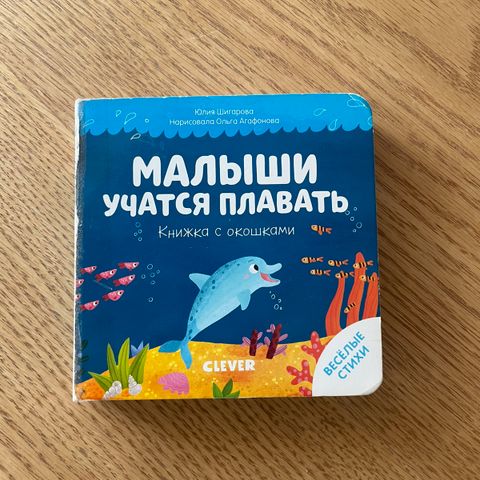 Юлия Шигарова
Нарисовала Ольга Агафонова
МАЛЫШИ
УЧАТСЯ ПЛАВАТЬ
Книжка с окошками
CLEVER
ВЕСЁЛЫЕ
СТИХИ